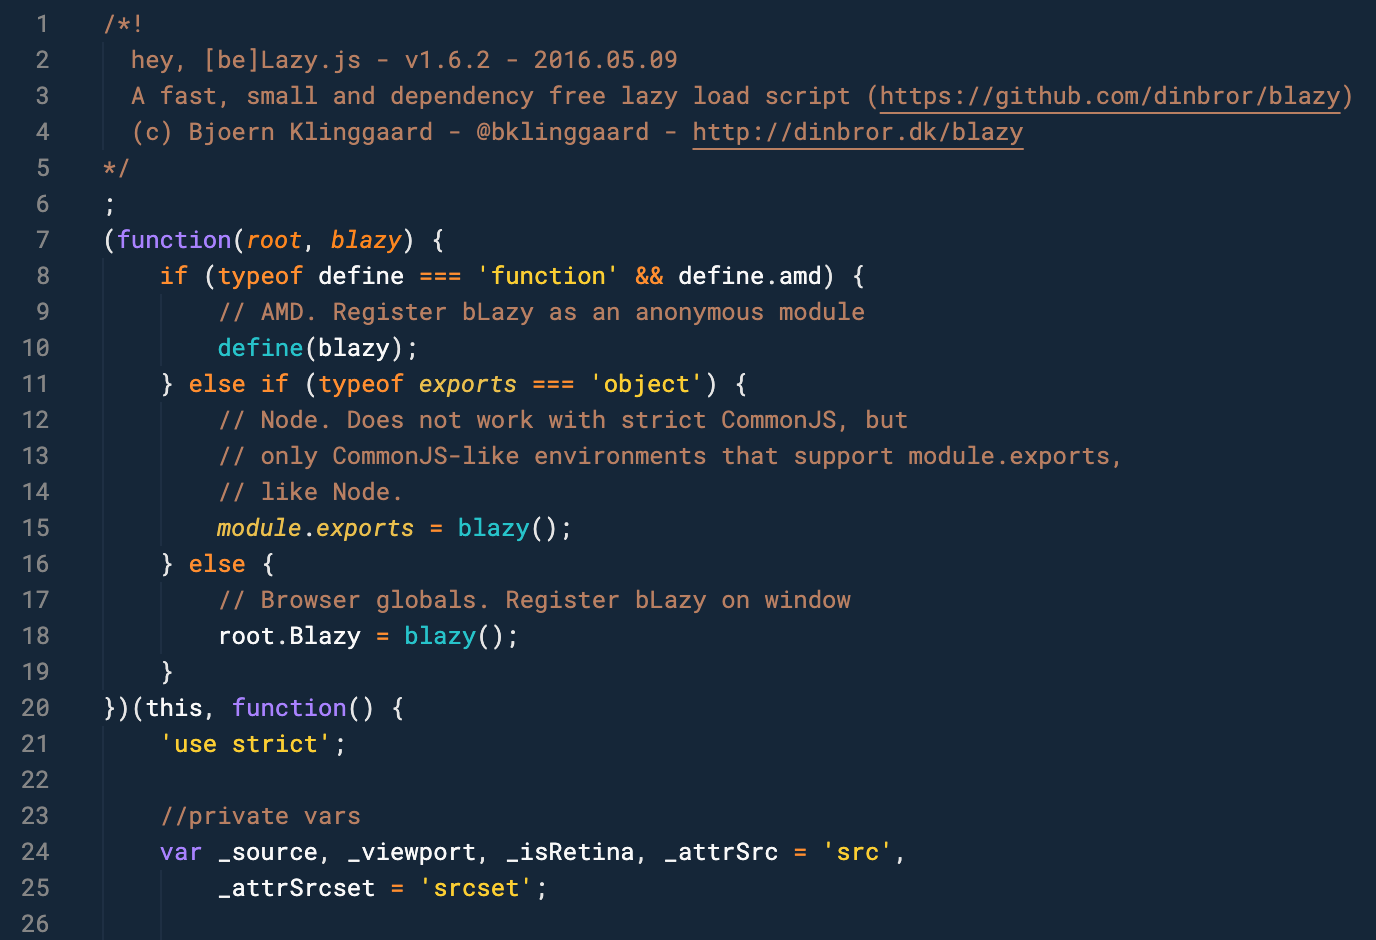 1 /*!
2 hey, [be]Lazy.js - v1.6.2 - 2016.05.09
3 A fast, small and dependency free lazy load script (https://github.com/dinbror/blazy)
4 (c) Bjoern Klinggaard - @bklinggaard - http://dinbror.dk/blazy
5 */
6 ;
7 (function(root, blazy) {
8 if (typeof define === 'function' && define.amd) {
9 // AMD. Register bLazy as an anonymous module
10 define(blazy);
11 } else if (typeof exports === 'object') {
12 // Node. Does not work with strict CommonJS, but
13 // only CommonJS-like environments that support module.exports,
14 // like Node.
15 module.exports = blazy();
16 } else {
17 // Browser globals. Register bLazy on window
18 root.Blazy = blazy();
19 }
20 })(this, function() {
21 'use strict';
22
23 //private vars
24 var _source, _viewport, _isRetina, _attrSrc = 'src',
25 _attrSrcset = 'srcset';
26